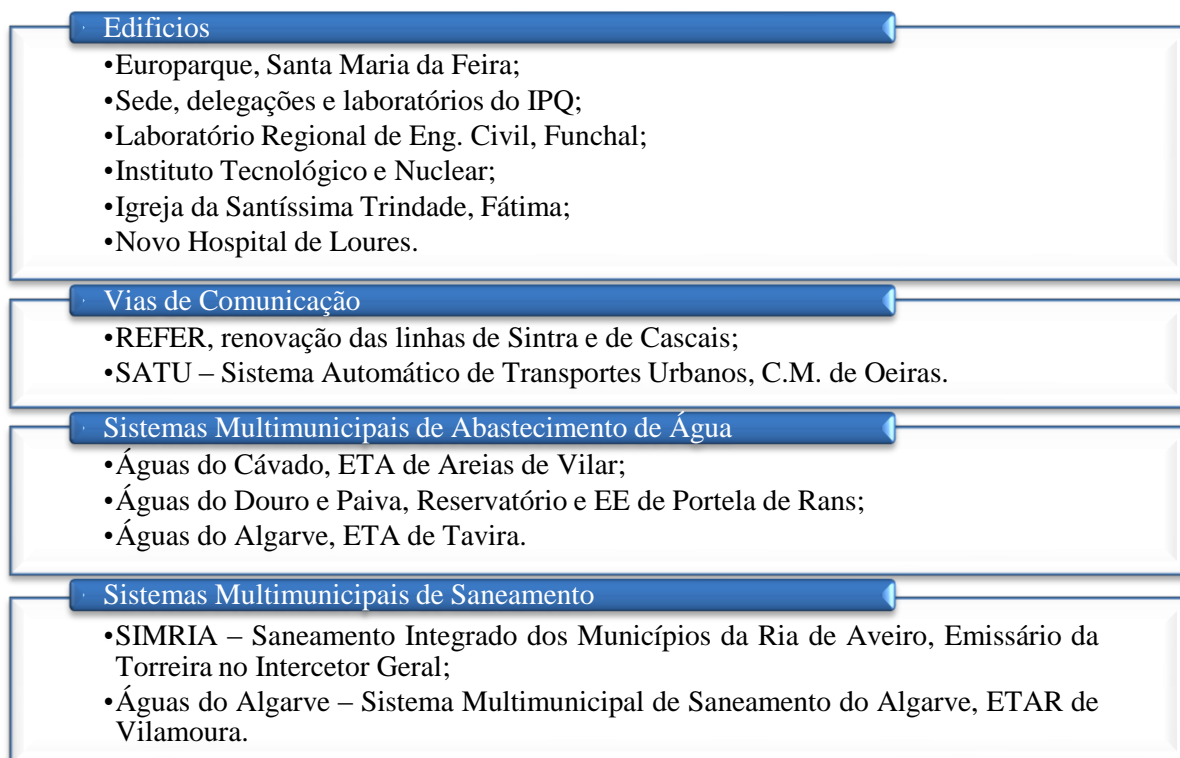 Edificios
•Europarque, Santa Maria da Feira;
•Sede, delegações e laboratórios do IPQ;
•Laboratório Regional de Eng. Civil, Funchal;
•Instituto Tecnológico e Nuclear;
•Igreja da Santíssima Trindade, Fátima;
•Novo Hospital de Loures.
Vias de Comunicação
•REFER, renovação das linhas de Sintra e de Cascais;
•SATU – Sistema Automático de Transportes Urbanos, C.M. de Oeiras.
Sistemas Multimunicipais de Abastecimento de Água
•Águas do Cávado, ETA de Areias de Vilar;
•Águas do Douro e Paiva, Reservatório e EE de Portela de Rans;
•Águas do Algarve, ETA de Tavira.
Sistemas Multimunicipais de Saneamento
•SIMRIA – Saneamento Integrado dos Municípios da Ria de Aveiro, Emissário da
Torreira no Intercetor Geral;
•Águas do Algarve – Sistema Multimunicipal de Saneamento do Algarve, ETAR de
Vilamoura.